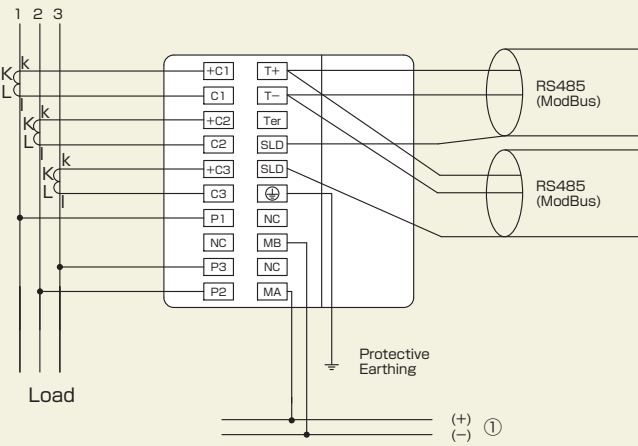 1 2 3
K k
L l
K k
L l
K k
L l
+C1 T+
C1 T−
+C2 Ter
C2 SLD
+C3 SLD
C3
P1 NC
NC MB
P3 NC
P2 MA
RS485
(ModBus)
RS485
(ModBus)
Protective
Earthing
Load
(+)
(−) ①